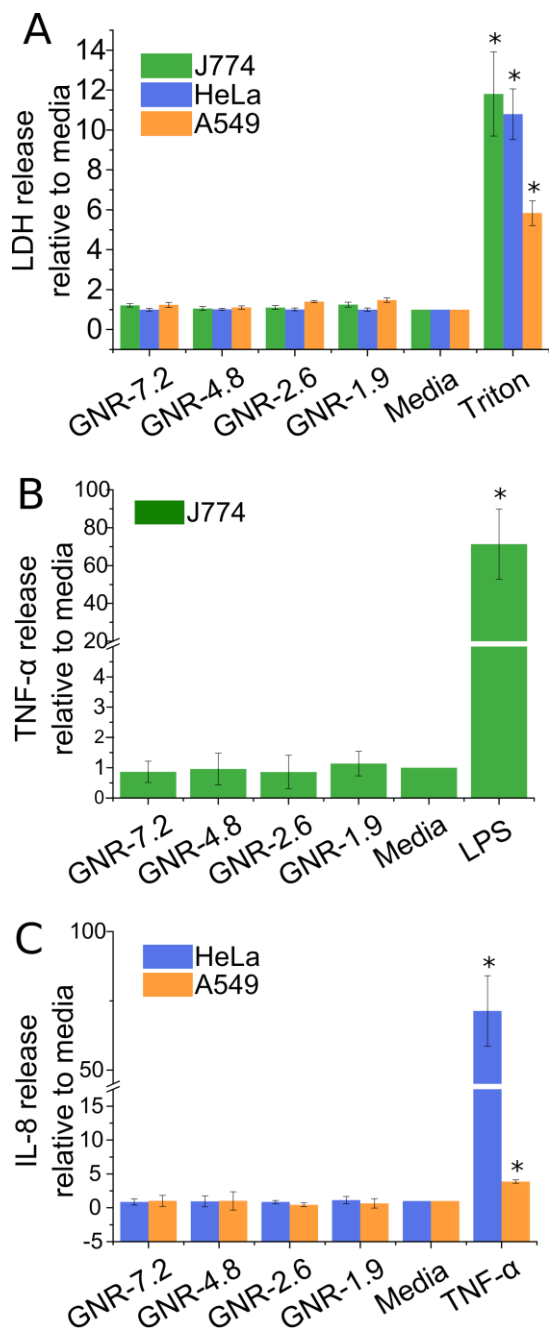 A
J774
HeLa
A549
LDH release
relative to media
14
12
10
8
6
4
2
0
* * *
GNR-7.2 GNR-4.8 GNR-2.6 GNR-1.9 Media Triton
B
J774
TNF-α release
relative to media
100
80
60
40
20
4
3
2
1
0
*
GNR-7.2 GNR-4.8 GNR-2.6 GNR-1.9 Media LPS
C
HeLa
A549
IL-8 release
relative to media
100
50
15
10
5
0
-5
* *
GNR-7.2 GNR-4.8 GNR-2.6 GNR-1.9 Media TNF-α